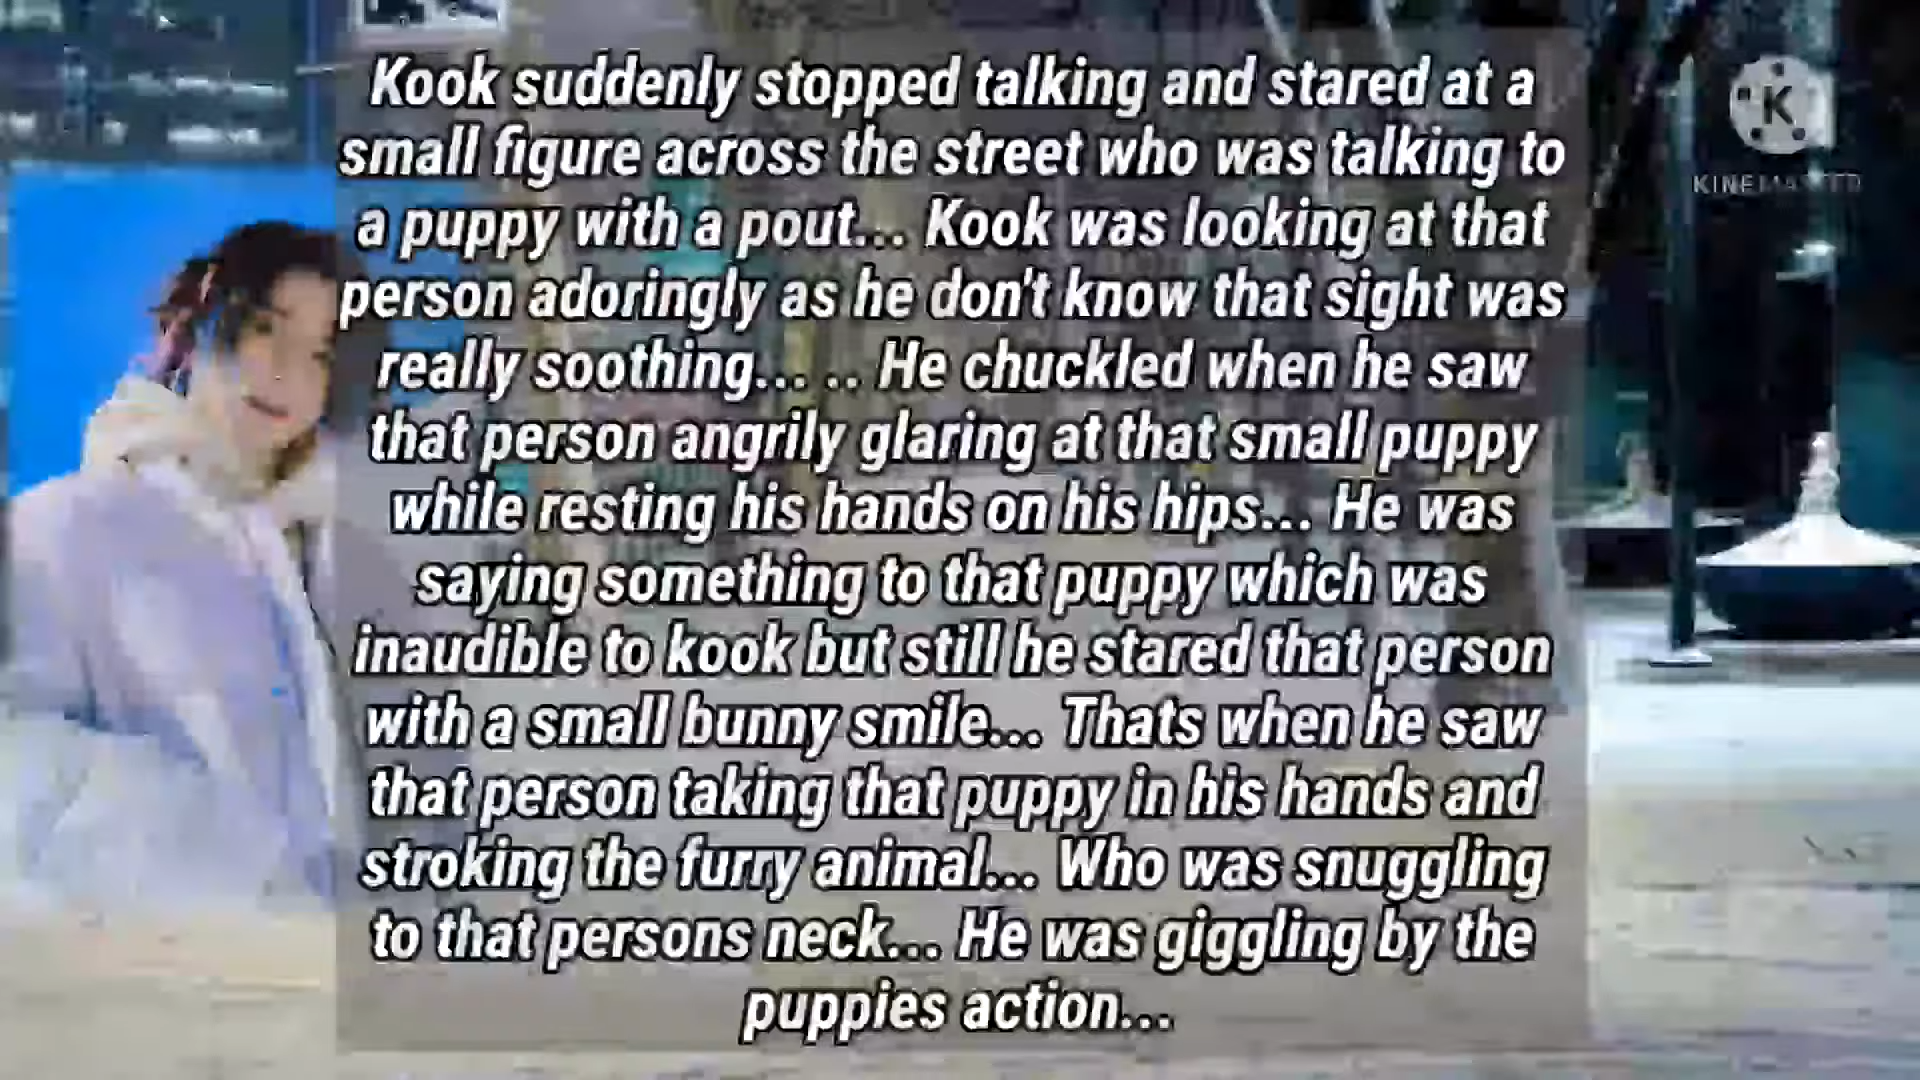 Kook suddenly stopped talking and stared at a
small figure across the street who was talking to
a puppy with a pout... Kook was looking at that
person adoringly as he don't know that sight was
really soothing... .. He chuckled when he saw
that person angrily glaring at that small puppy
while resting his hands on his hips... He was
saying something to that puppy which was
inaudible to kook but still he stared that person
with a small bunny smile... Thats when he saw
that person taking that puppy in his hands and
stroking the furry animal... Who was snuggling
to that persons neck... He was giggling by the
puppies action...
K
KINEMASTER